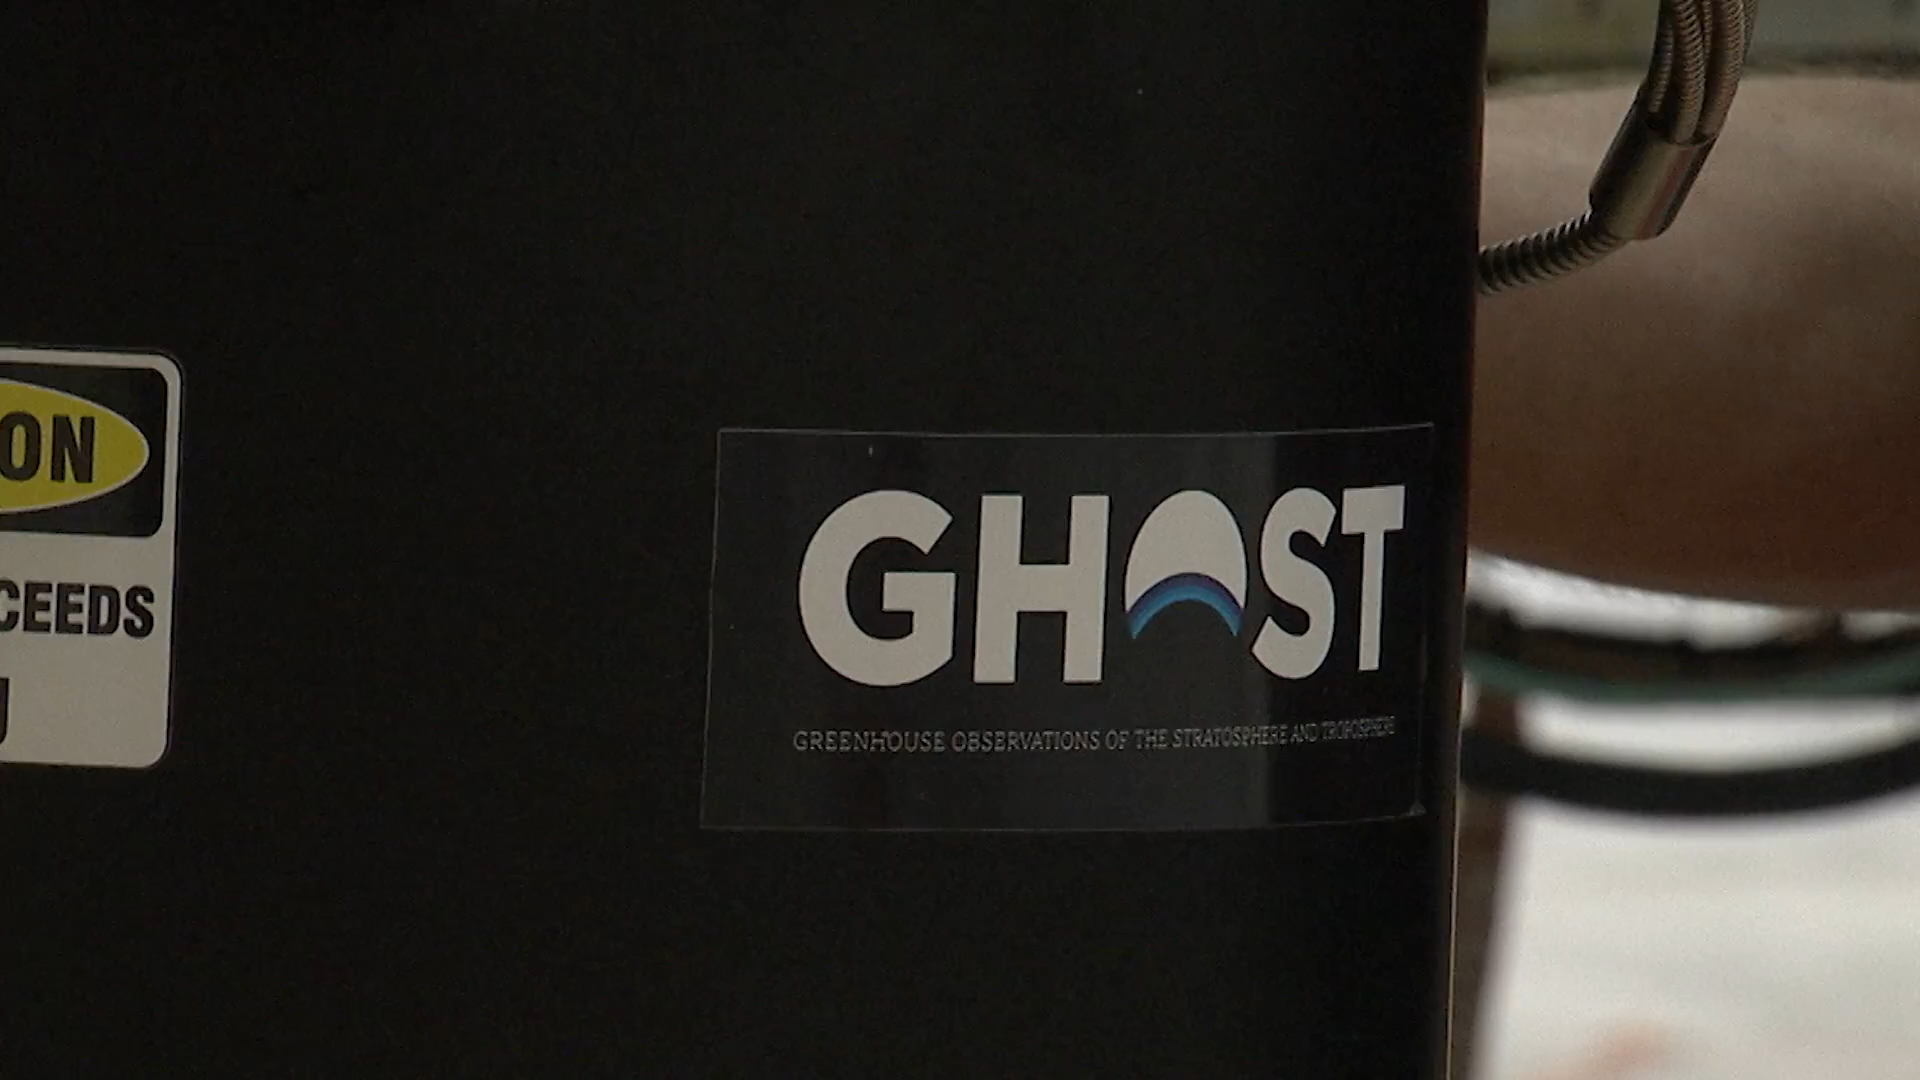 ON
CEEDS
GHOST
GREENHOUSE OBSERVATIONS OF THE STRATOSPHERE AND TROPOSPHERE